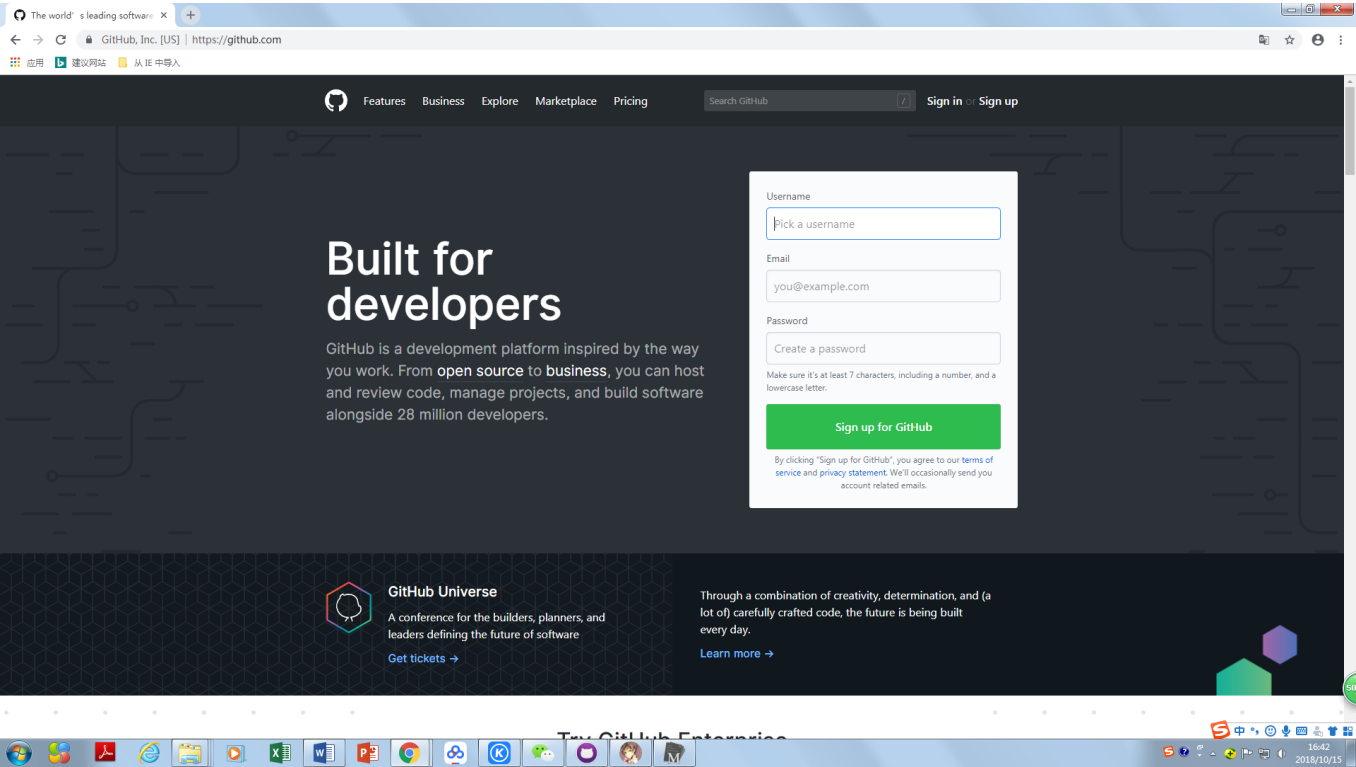 The world's leading software
GitHub, Inc. [US] | https://github.com
应用 建议网站 从 IE 中导入
Features Business Explore Marketplace Pricing Search GitHub / Sign in or Sign up
Built for
developers
GitHub is a development platform inspired by the way
you work. From open source to business, you can host
and review code, manage projects, and build software
alongside 28 million developers.
Username
Pick a username
Email
you@example.com
Password
Create a password
Make sure it's at least 7 characters, including a number, and a
lowercase letter.
Sign up for GitHub
By clicking "Sign up for GitHub", you agree to our terms of
service and privacy statement. We'll occasionally send you
account related emails.
GitHub Universe
A conference for the builders, planners, and
leaders defining the future of software
Get tickets →
Through a combination of creativity, determination, and (a
lot of) carefully crafted code, the future is being built
every day.
Learn more →
50
Try GitHub Enterprise
中
16:42
2018/10/15